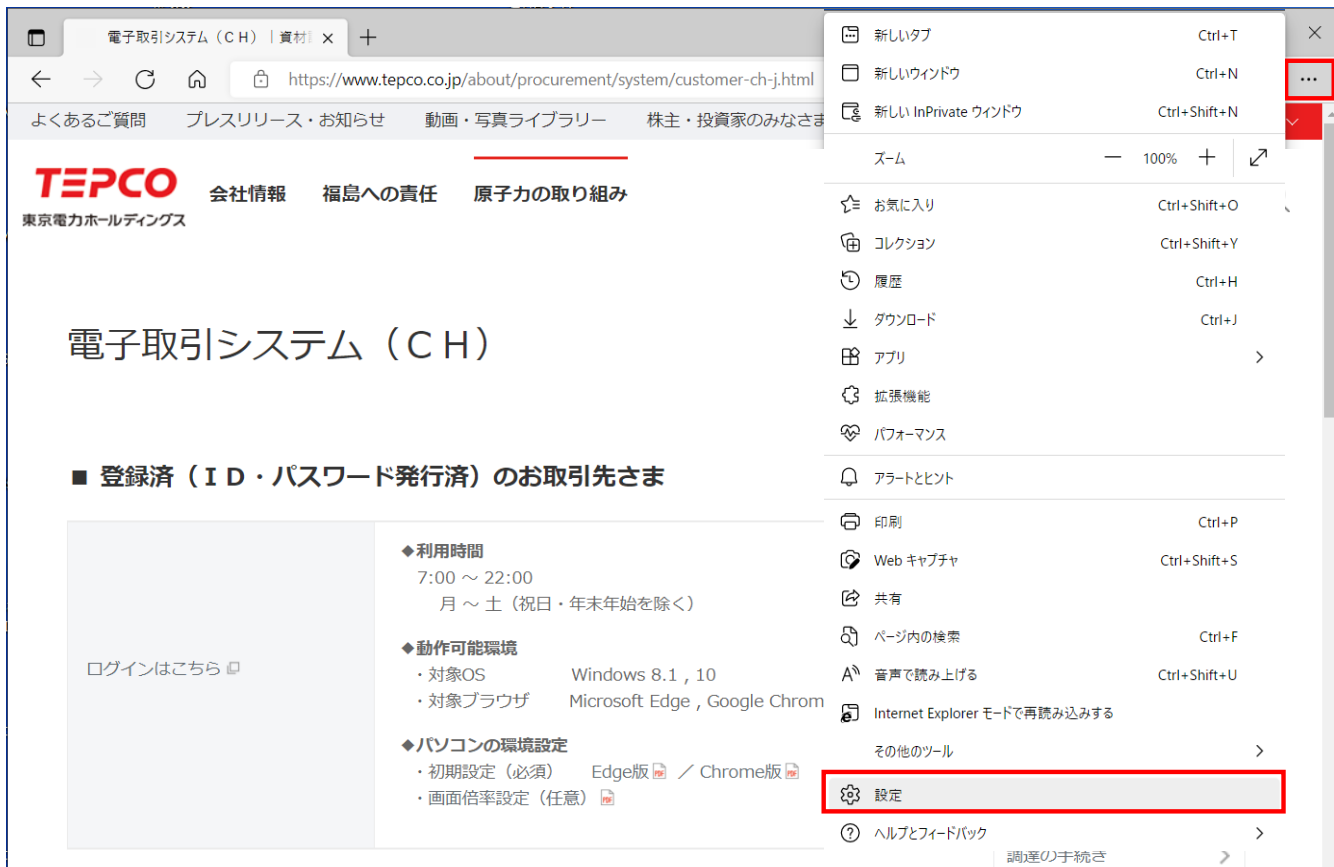 電子取引システム（ＣＨ）｜資材
https://www.tepco.co.jp/about/procurement/system/customer-ch-j.html
よくあるご質問 プレスリリース・お知らせ 動画・写真ライブラリー 株主・投資家のみなさま
TEPCO
東京電力ホールディングス
会社情報 福島への責任 原子力の取り組み
電子取引システム（ＣＨ）
■ 登録済（ＩＤ・パスワード発行済）のお取引先さま
ログインはこちら
◆利用時間
7:00 ～ 22:00
月 ～ 土（祝日・年末年始を除く）
◆動作可能環境
・対象OS Windows 8.1 , 10
・対象ブラウザ Microsoft Edge , Google Chrom
◆パソコンの環境設定
・初期設定（必須） Edge版 ／ Chrome版
・画面倍率設定（任意）
新しいタブ Ctrl+T
新しいウィンドウ Ctrl+N
新しい InPrivate ウィンドウ Ctrl+Shift+N
ズーム — 100% +
お気に入り Ctrl+Shift+O
コレクション Ctrl+Shift+Y
履歴 Ctrl+H
ダウンロード Ctrl+J
アプリ
拡張機能
パフォーマンス
アラートとヒント
印刷 Ctrl+P
Web キャプチャ Ctrl+Shift+S
共有
ページ内の検索 Ctrl+F
音声で読み上げる Ctrl+Shift+U
Internet Explorer モードで再読み込みする
その他のツール
設定
ヘルプとフィードバック
調達の手続き